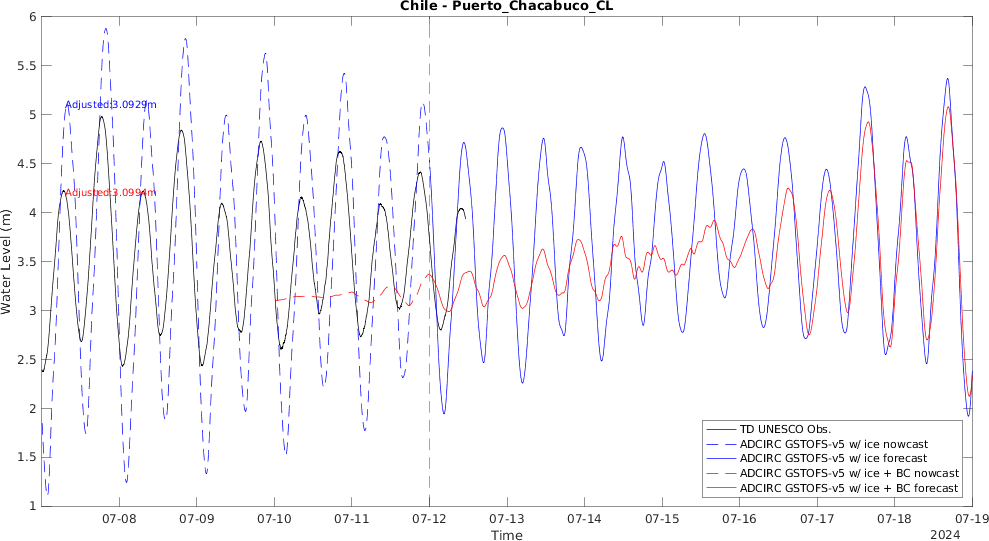 Chile - Puerto_Chacabuco_CL
6
5.5
5
4.5
4
3.5
3
2.5
2
1.5
1
Water Level (m)
Adjusted:3.0929m
Adjusted:3.0994m
TD UNESCO Obs.
ADCIRC GSTOFS-v5 w/ ice nowcast
ADCIRC GSTOFS-v5 w/ ice forecast
ADCIRC GSTOFS-v5 w/ ice + BC nowcast
ADCIRC GSTOFS-v5 w/ ice + BC forecast
07-08 07-09 07-10 07-11 07-12 07-13 07-14 07-15 07-16 07-17 07-18 07-19
Time
2024